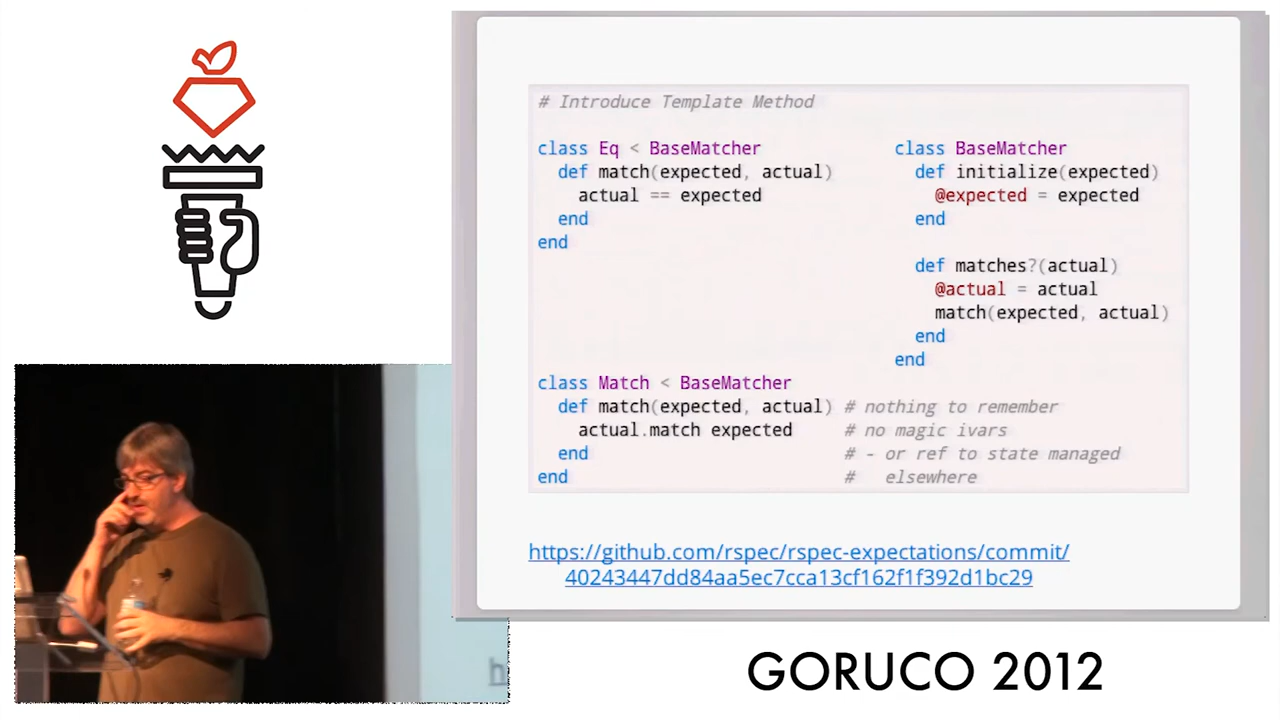 # Introduce Template Method
class Eq < BaseMatcher
  def match(expected, actual)
    actual == expected
  end
end
class BaseMatcher
  def initialize(expected)
    @expected = expected
  end
  def matches?(actual)
    @actual = actual
    match(expected, actual)
  end
end
class Match < BaseMatcher
  def match(expected, actual) # nothing to remember
    actual.match expected     # no magic ivars
  end                         # - or ref to state managed
end                           #   elsewhere
https://github.com/rspec/rspec-expectations/commit/
40243447dd84aa5ec7cca13cf162f1f392d1bc29
h
GORUCO 2012